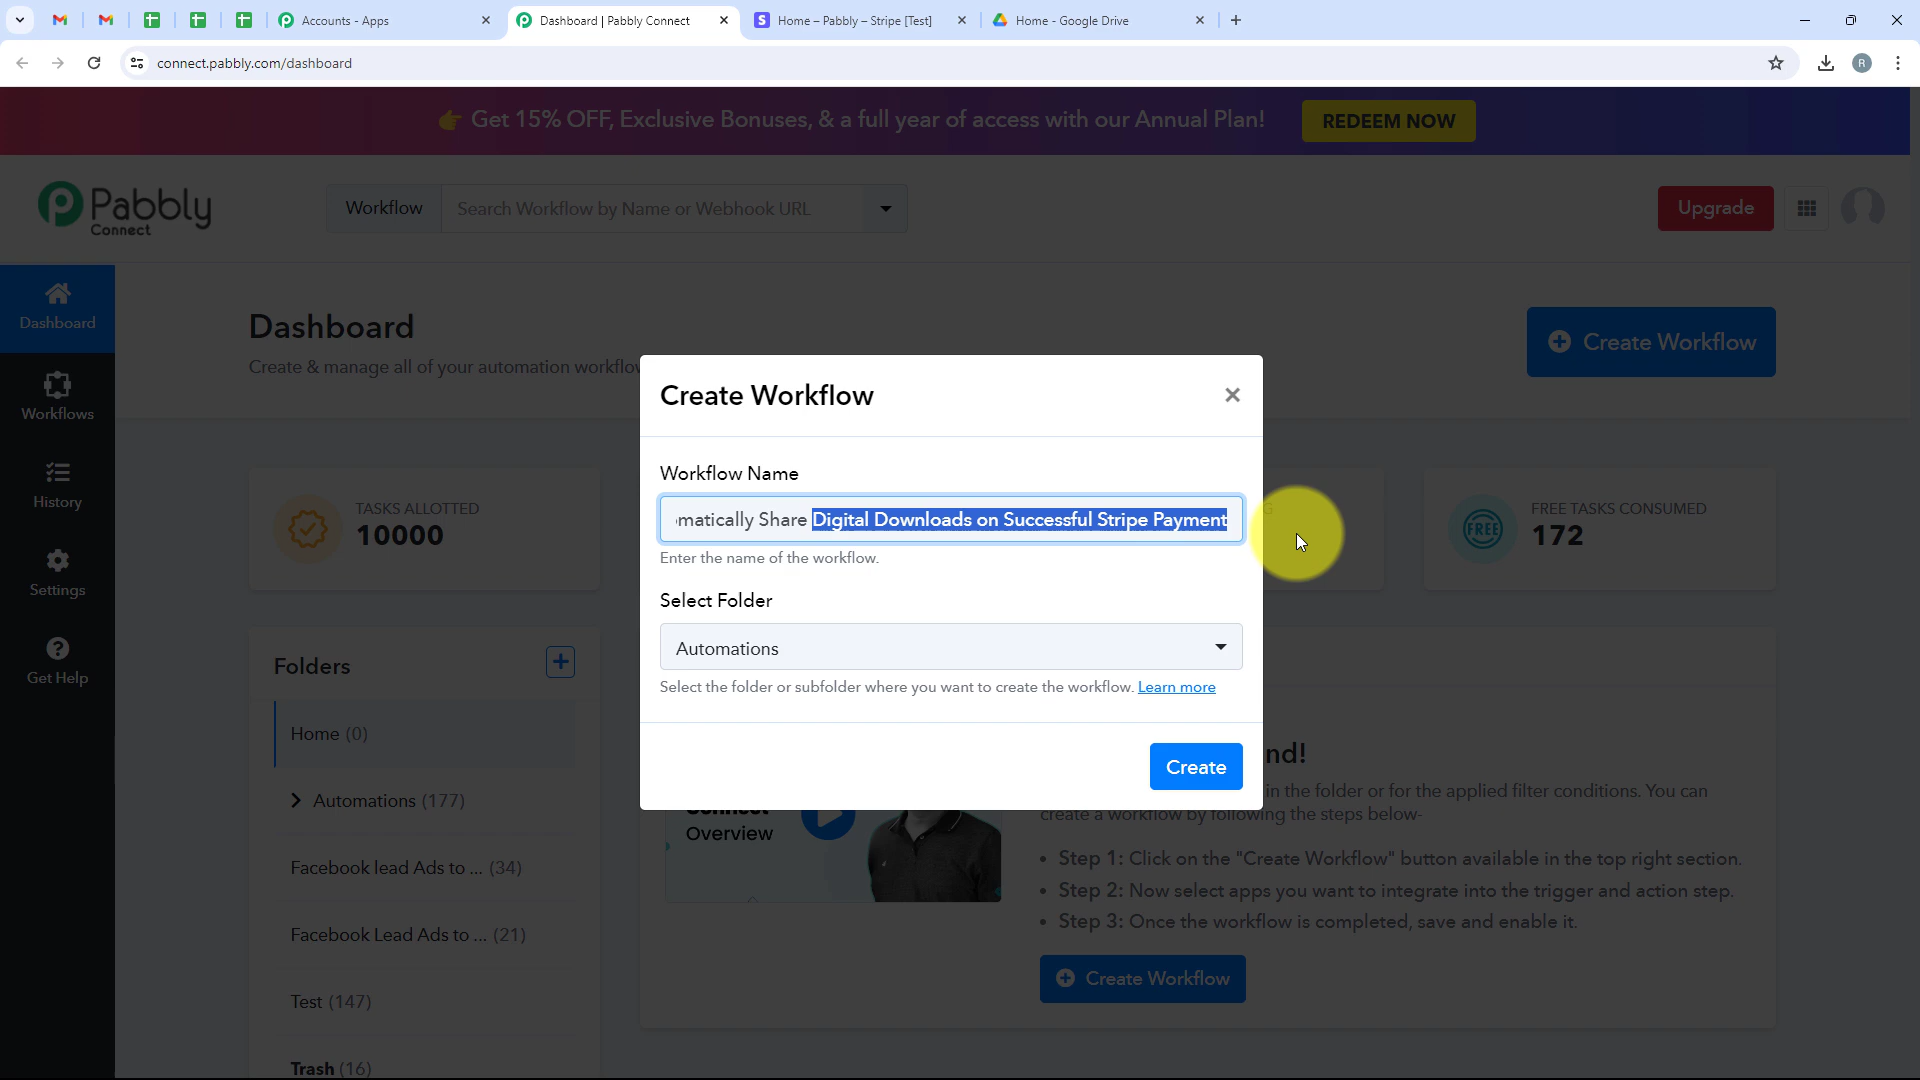 Accounts - Apps
Dashboard | Pabbly Connect
Home – Pabbly – Stripe [Test]
Home - Google Drive
connect.pabbly.com/dashboard
R
👉 Get 15% OFF, Exclusive Bonuses, & a full year of access with our Annual Plan!
REDEEM NOW
Pabbly
Connect
Workflow
Search Workflow by Name or Webhook URL
Upgrade
Dashboard
Workflows
History
Settings
Get Help
Dashboard
Create & manage all of your automation workflow
Create Workflow
TASKS ALLOTTED
10000
G
FREE
FREE TASKS CONSUMED
172
Create Workflow
Workflow Name
matically Share Digital Downloads on Successful Stripe Payment
Enter the name of the workflow.
Select Folder
Automations
Select the folder or subfolder where you want to create the workflow. Learn more
Create
Folders
Home (0)
Automations (177)
Facebook lead Ads to ... (34)
Facebook Lead Ads to ... (21)
Test (147)
Trash (16)
Connect
Overview
nd!
in the folder or for the applied filter conditions. You can
create a workflow by following the steps below-
• Step 1: Click on the "Create Workflow" button available in the top right section.
• Step 2: Now select apps you want to integrate into the trigger and action step.
• Step 3: Once the workflow is completed, save and enable it.
Create Workflow